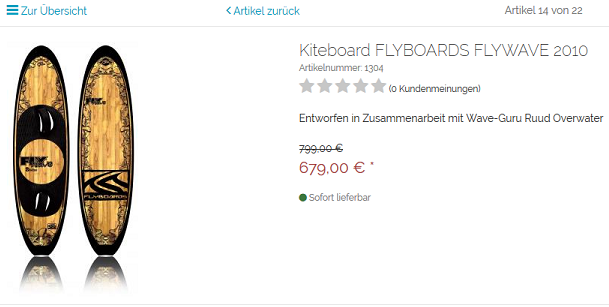 Zur Übersicht
Artikel zurück
Artikel 14 von 22
Kiteboard FLYBOARDS FLYWAVE 2010
Artikelnummer: 1304
(0 Kundenmeinungen)
Entworfen in Zusammenarbeit mit Wave-Guru Ruud Overwater
799,00 €
679,00 € *
Sofort lieferbar
FLYBOARDS